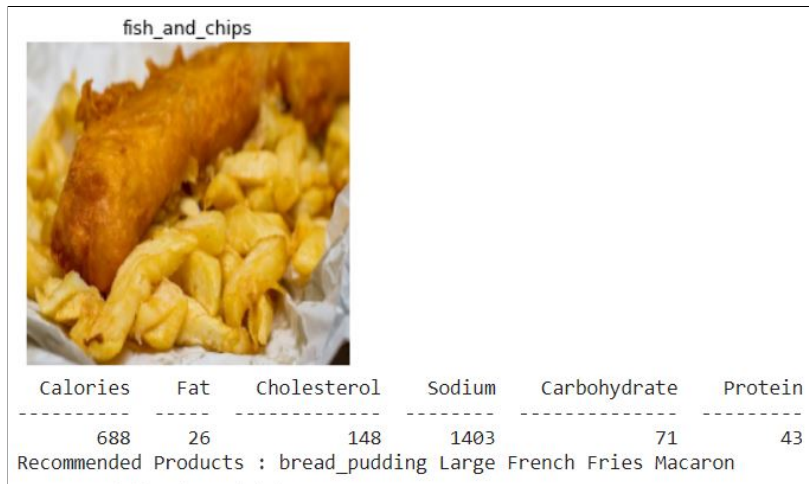 fish_and_chips
Calories Fat Cholesterol Sodium Carbohydrate Protein
---------- ----- ------------- -------- -------------- ---------
688 26 148 1403 71 43
Recommended Products : bread_pudding Large French Fries Macaron